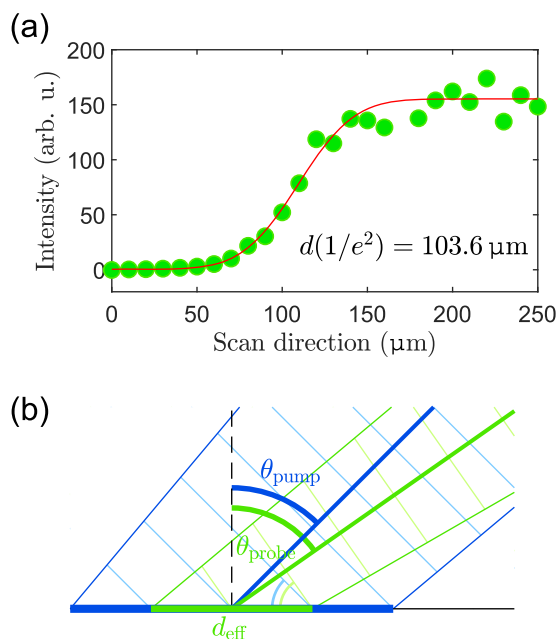 (a)
200
150
100
50
0
Intensity (arb. u.)
d(1/e²) = 103.6 μm
0 50 100 150 200 250
Scan direction (μm)
(b)
θpump
θprobe
deff